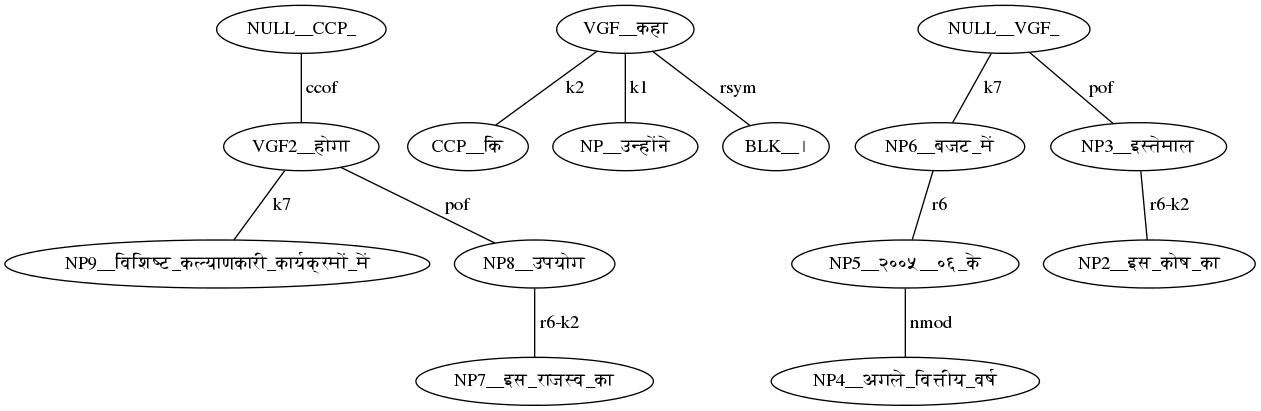 NULL__CCP_ VGF__कहा NULL__VGF_
ccof k2 k1 rsym k7 pof
VGF2__होगा CCP__कि NP__उन्होंने BLK__। NP6__बजट_में NP3__इस्तेमाल
k7 pof r6 r6-k2
NP9__विशिष्ट_कल्याणकारी_कार्यक्रमों_में NP8__उपयोग NP5__२००५__०६_के NP2__इस_कोष_का
r6-k2 nmod
NP7__इस_राजस्व_का NP4__अगले_वित्तीय_वर्ष